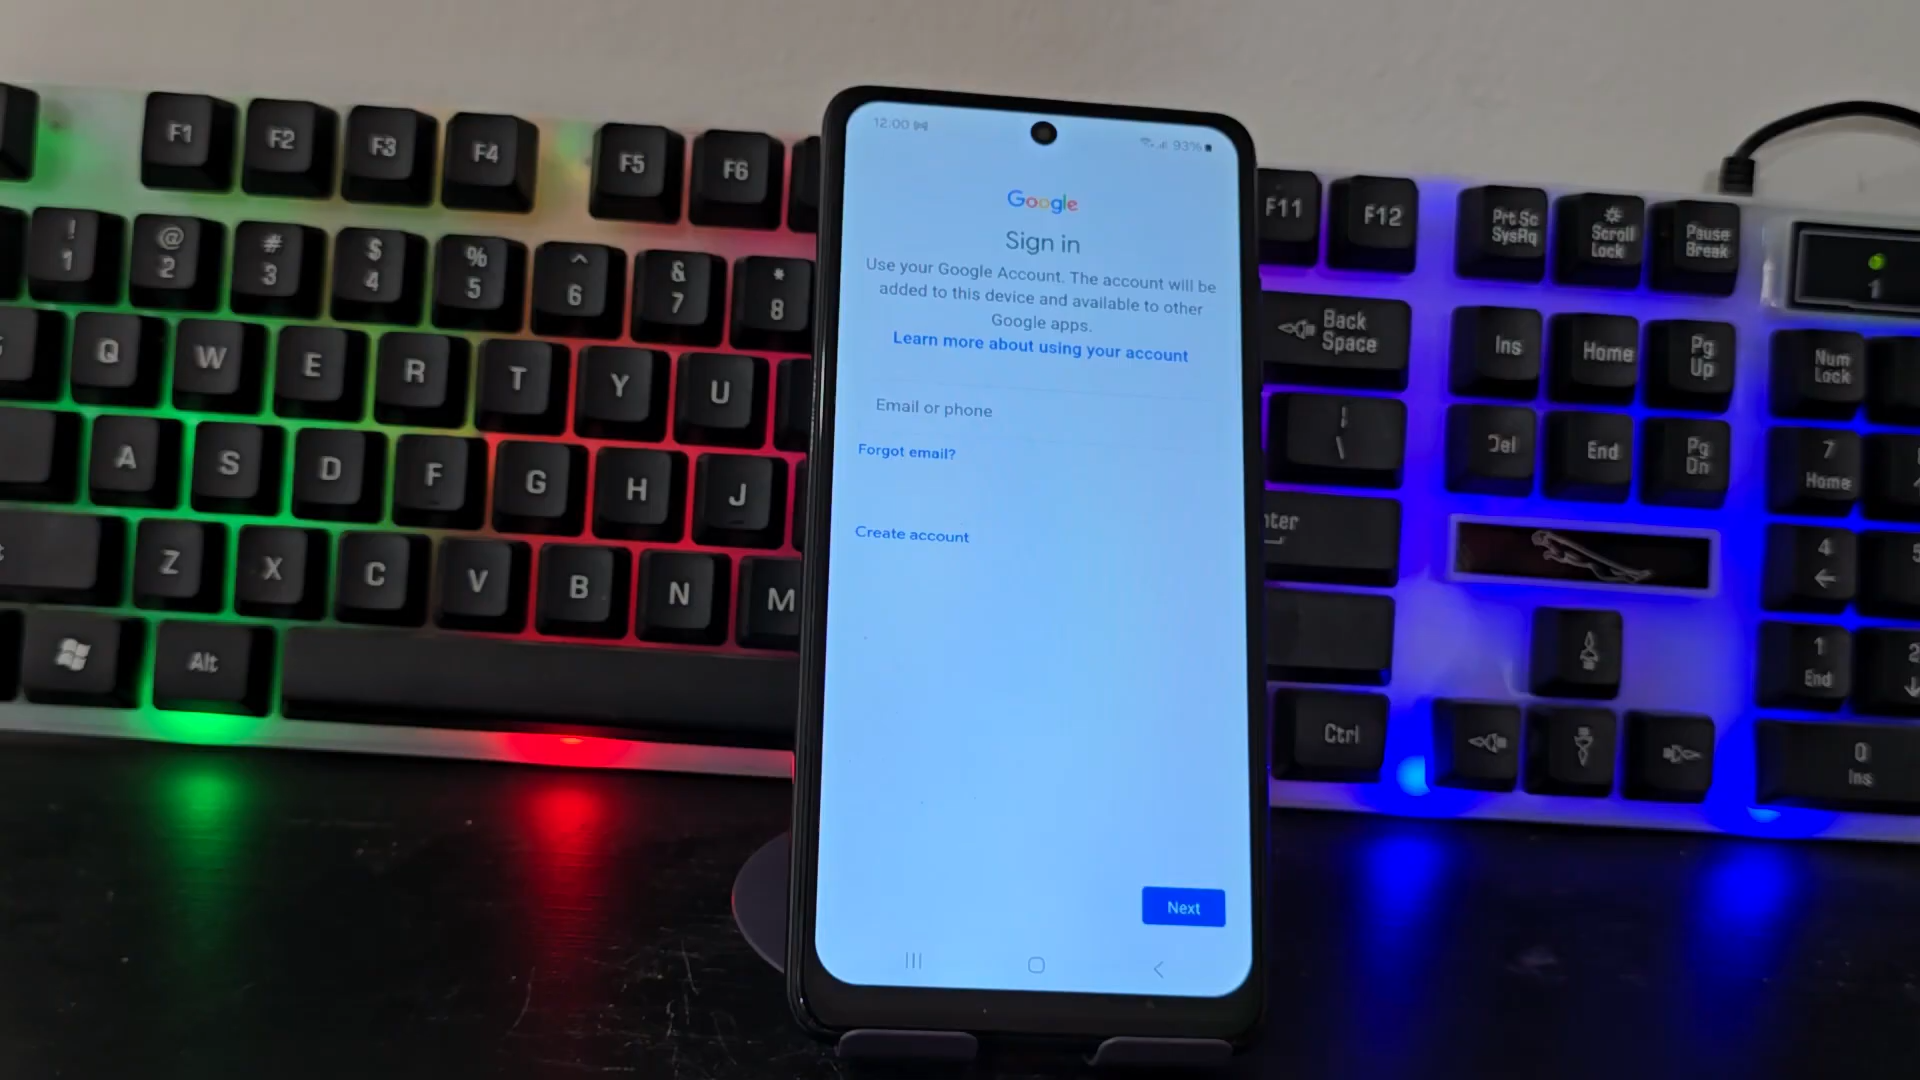 12:00
93%
Google
Sign in
Use your Google Account. The account will be
added to this device and available to other
Google apps.
Learn more about using your account
Email or phone
Forgot email?
Create account
Next
F1 F2 F3 F4 F5 F6 F11 F12 Prt Sc SysRq Scroll Lock Pause Break
! 1 @ 2 # 3 $ 4 % 5 ^ 6 & 7 * 8 Back Space Ins Home Pg Up Num Lock 1
Q W E R T Y U \ Del End Pg Dn 7 Home
A S D F G H J 4
Z X C V B N M 1 End
Alt Ctrl 0 Ins